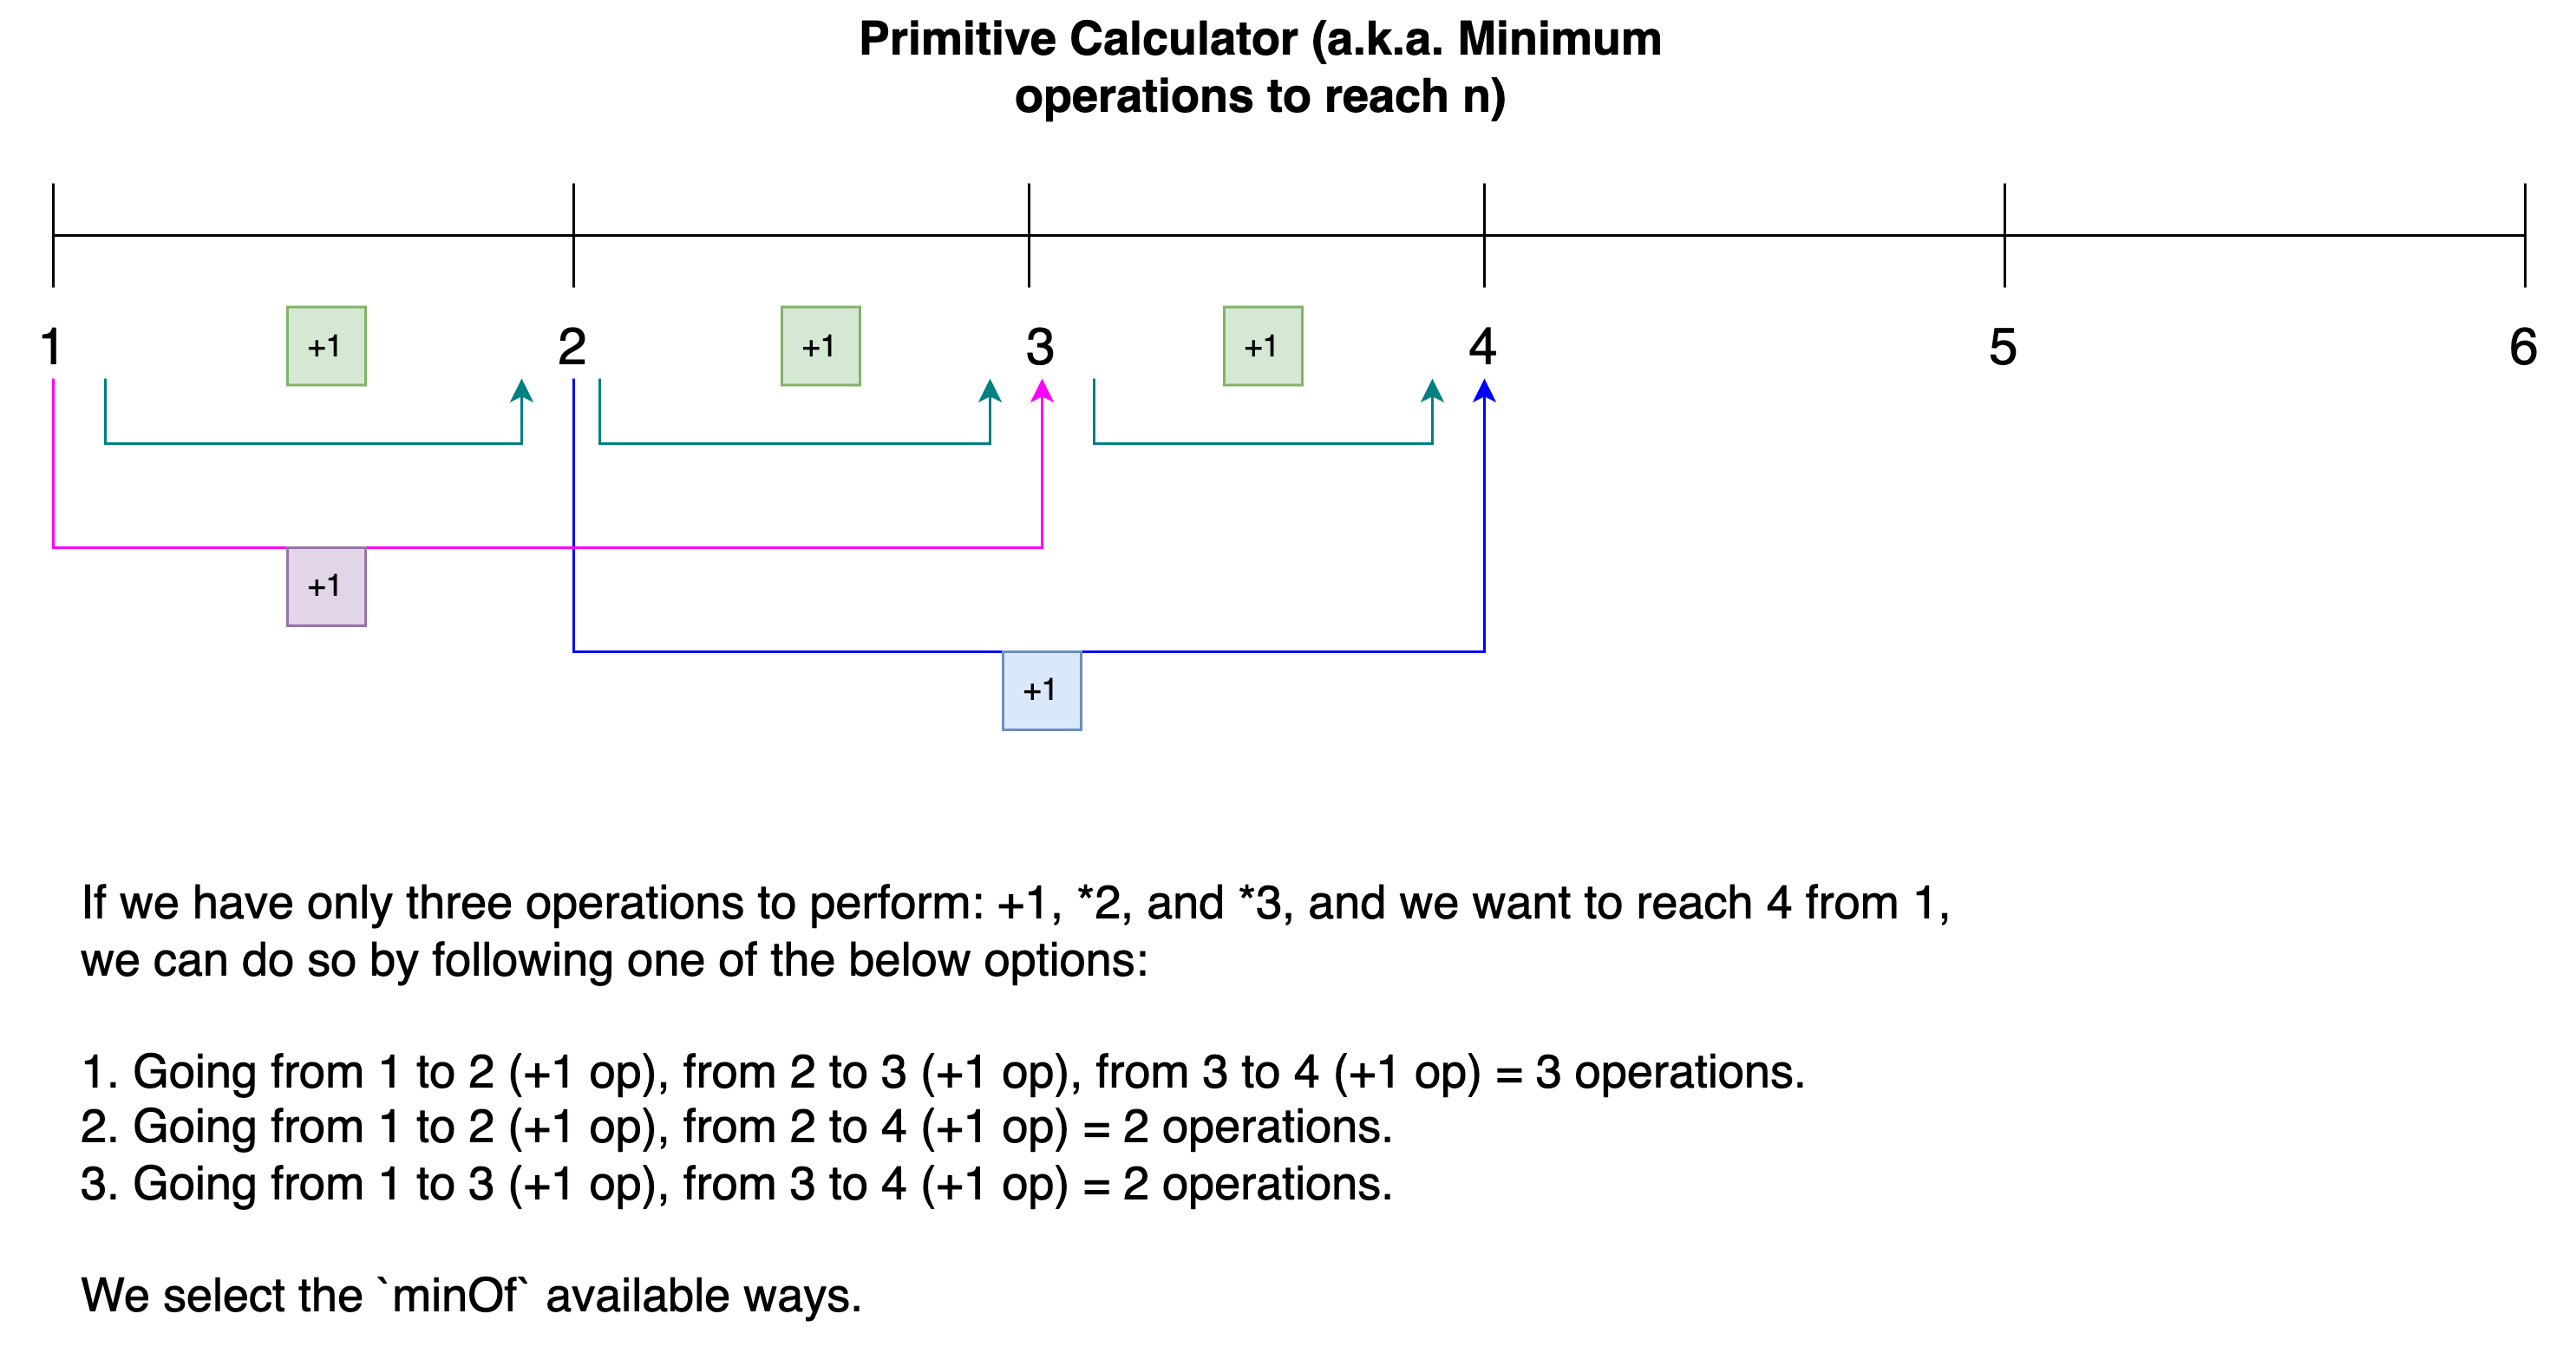 Primitive Calculator (a.k.a. Minimum
operations to reach n)
1 +1 2 +1 3 +1 4 5 6
+1
+1
If we have only three operations to perform: +1, *2, and *3, and we want to reach 4 from 1,
we can do so by following one of the below options:
1. Going from 1 to 2 (+1 op), from 2 to 3 (+1 op), from 3 to 4 (+1 op) = 3 operations.
2. Going from 1 to 2 (+1 op), from 2 to 4 (+1 op) = 2 operations.
3. Going from 1 to 3 (+1 op), from 3 to 4 (+1 op) = 2 operations.
We select the `minOf` available ways.